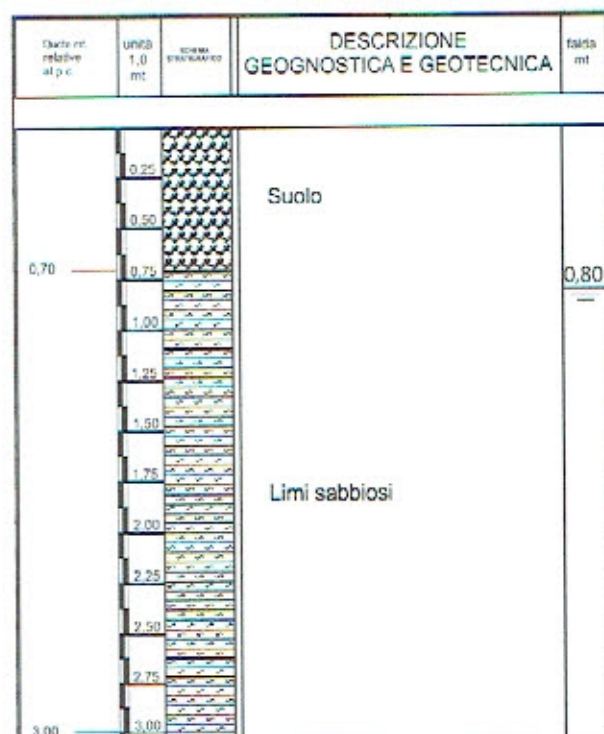 Quote mt.
relative
al p.c.
unità
1,0
mt
SCHEMA
STRATIGRAFICO
DESCRIZIONE
GEOGNOSTICA E GEOTECNICA
falda
mt
0,25
Suolo
0,50
0,70
0,75
0,80
1,00
1,25
1,50
1,75
Limi sabbiosi
2,00
2,25
2,50
2,75
3,00
3,00